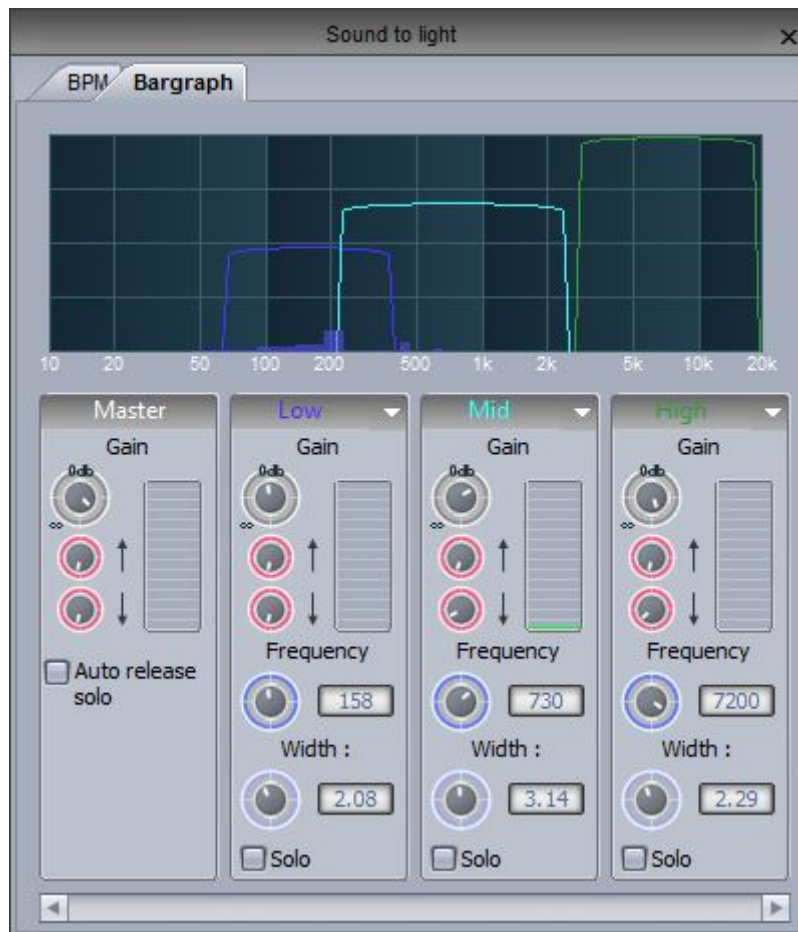 Sound to light ×
BPM Bargraph
10 20 50 100 200 500 1k 2k 5k 10k 20k
Master Low Mid High
Gain Gain Gain Gain
0db 0db 0db 0db
∞ ∞ ∞ ∞
Frequency Frequency Frequency
Auto release
solo
158 730 7200
Width : Width : Width :
2.08 3.14 2.29
Solo Solo Solo